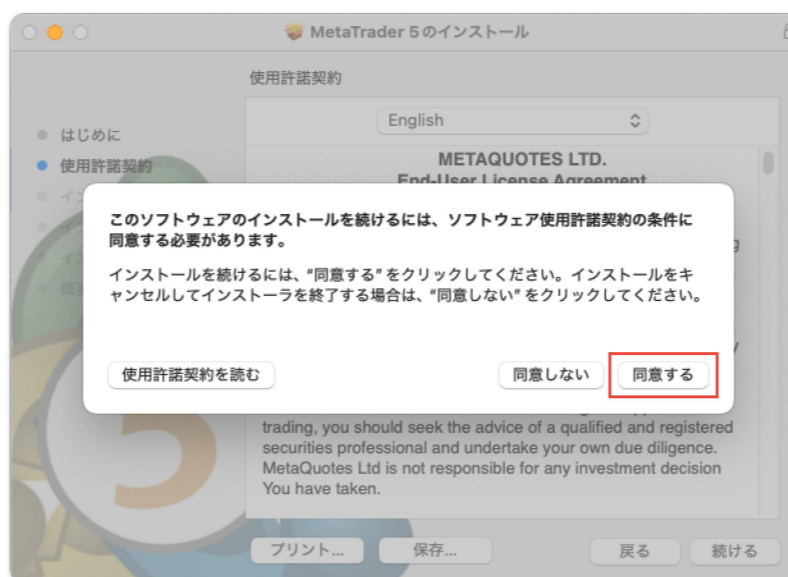 MetaTrader 5 のインストール
使用許諾契約
English
はじめに
使用許諾契約
METAQUOTES LTD.
End-User License Agreement
このソフトウェアのインストールを続けるには、ソフトウェア使用許諾契約の条件に
同意する必要があります。
インストールを続けるには、“同意する” をクリックしてください。インストールをキ
ャンセルしてインストーラを終了する場合は、“同意しない” をクリックしてください。
使用許諾契約を読む
同意しない
同意する
trading, you should seek the advice of a qualified and registered
securities professional and undertake your own due diligence.
MetaQuotes Ltd is not responsible for any investment decision
You have taken.
プリント...
保存...
戻る
続ける